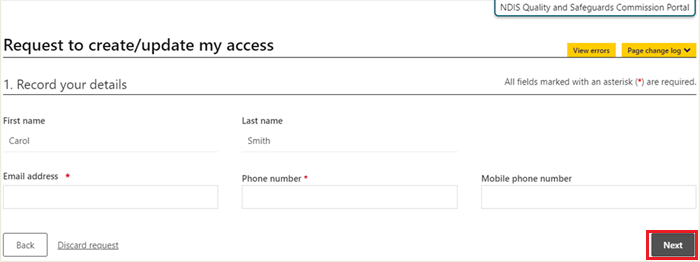 NDIS Quality and Safeguards Commission Portal
Request to create/update my access
View errors Page change log
1. Record your details
All fields marked with an asterisk (*) are required.
First name Last name
Carol Smith
Email address * Phone number * Mobile phone number
Back Discard request Next